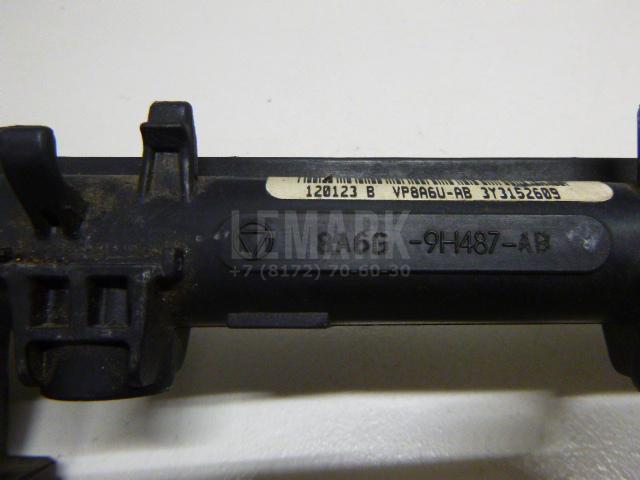 120123 B VP8A6U-AB 3Y3152609
LEMARK
8A6G -9H487-AB
+7 (8172) 70-60-30